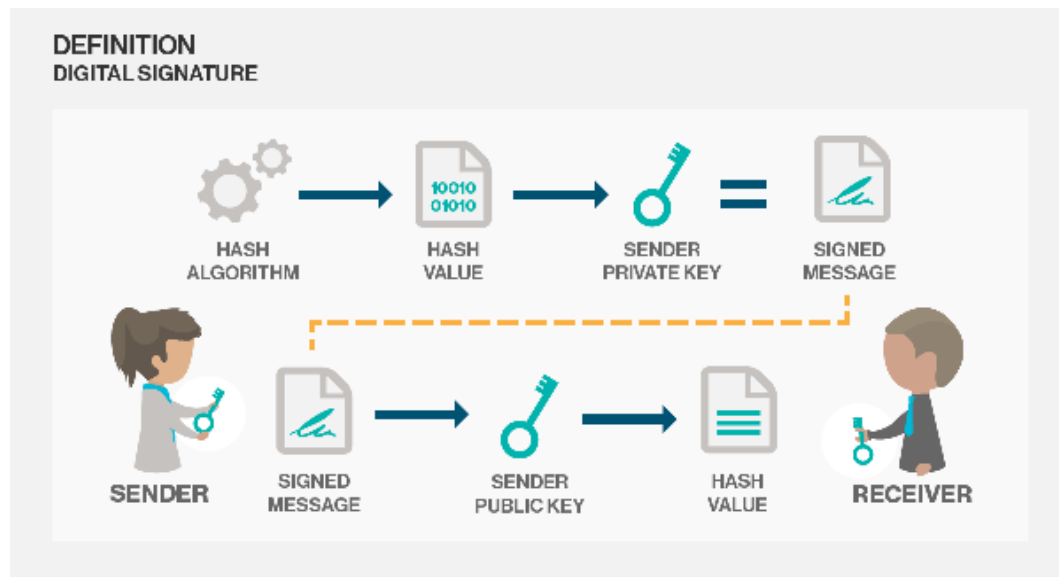 DEFINITION
DIGITAL SIGNATURE
10010
01010
HASH
ALGORITHM
HASH
VALUE
SENDER
PRIVATE KEY
SIGNED
MESSAGE
SENDER
SIGNED
MESSAGE
SENDER
PUBLIC KEY
HASH
VALUE
RECEIVER